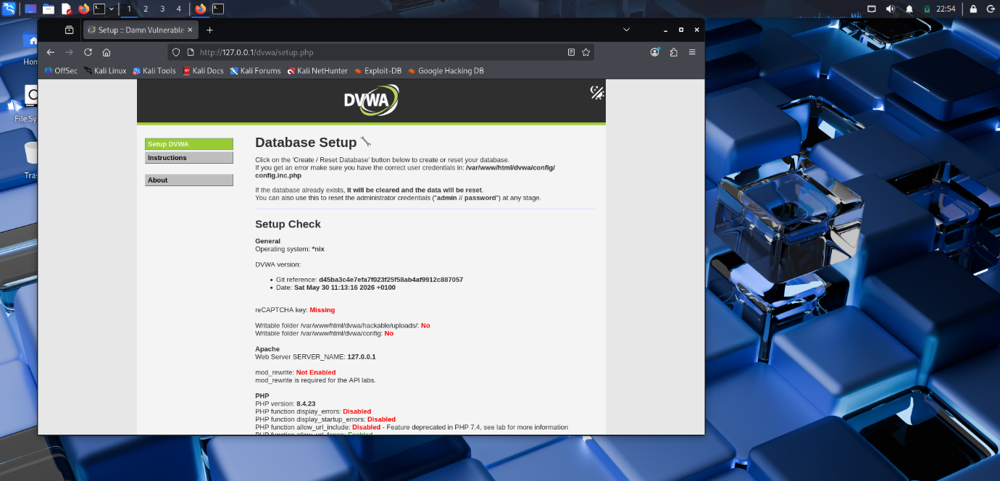 1 2 3 4
22:54
Setup :: Damn Vulnerable
http://127.0.0.1/dvwa/setup.php
OffSec Kali Linux Kali Tools Kali Docs Kali Forums Kali NetHunter Exploit-DB Google Hacking DB
Hom
File Sy
Tra
DVWA
Setup DVWA
Instructions
About
Database Setup
Click on the 'Create / Reset Database' button below to create or reset your database.
If you get an error make sure you have the correct user credentials in: /var/www/html/dvwa/config/
config.inc.php
If the database already exists, it will be cleared and the data will be reset.
You can also use this to reset the administrator credentials ("admin // password") at any stage.
Setup Check
General
Operating system: *nix
DVWA version:
Git reference: d45ba3c4e7efa7f023f25f58ab4af9912c887057
Date: Sat May 30 11:13:16 2026 +0100
reCAPTCHA key: Missing
Writable folder /var/www/html/dvwa/hackable/uploads/: No
Writable folder /var/www/html/dvwa/config: No
Apache
Web Server SERVER_NAME: 127.0.0.1
mod_rewrite: Not Enabled
mod_rewrite is required for the API labs.
PHP
PHP version: 8.4.23
PHP function display_errors: Disabled
PHP function display_startup_errors: Disabled
PHP function allow_url_include: Disabled - Feature deprecated in PHP 7.4, see lab for more information